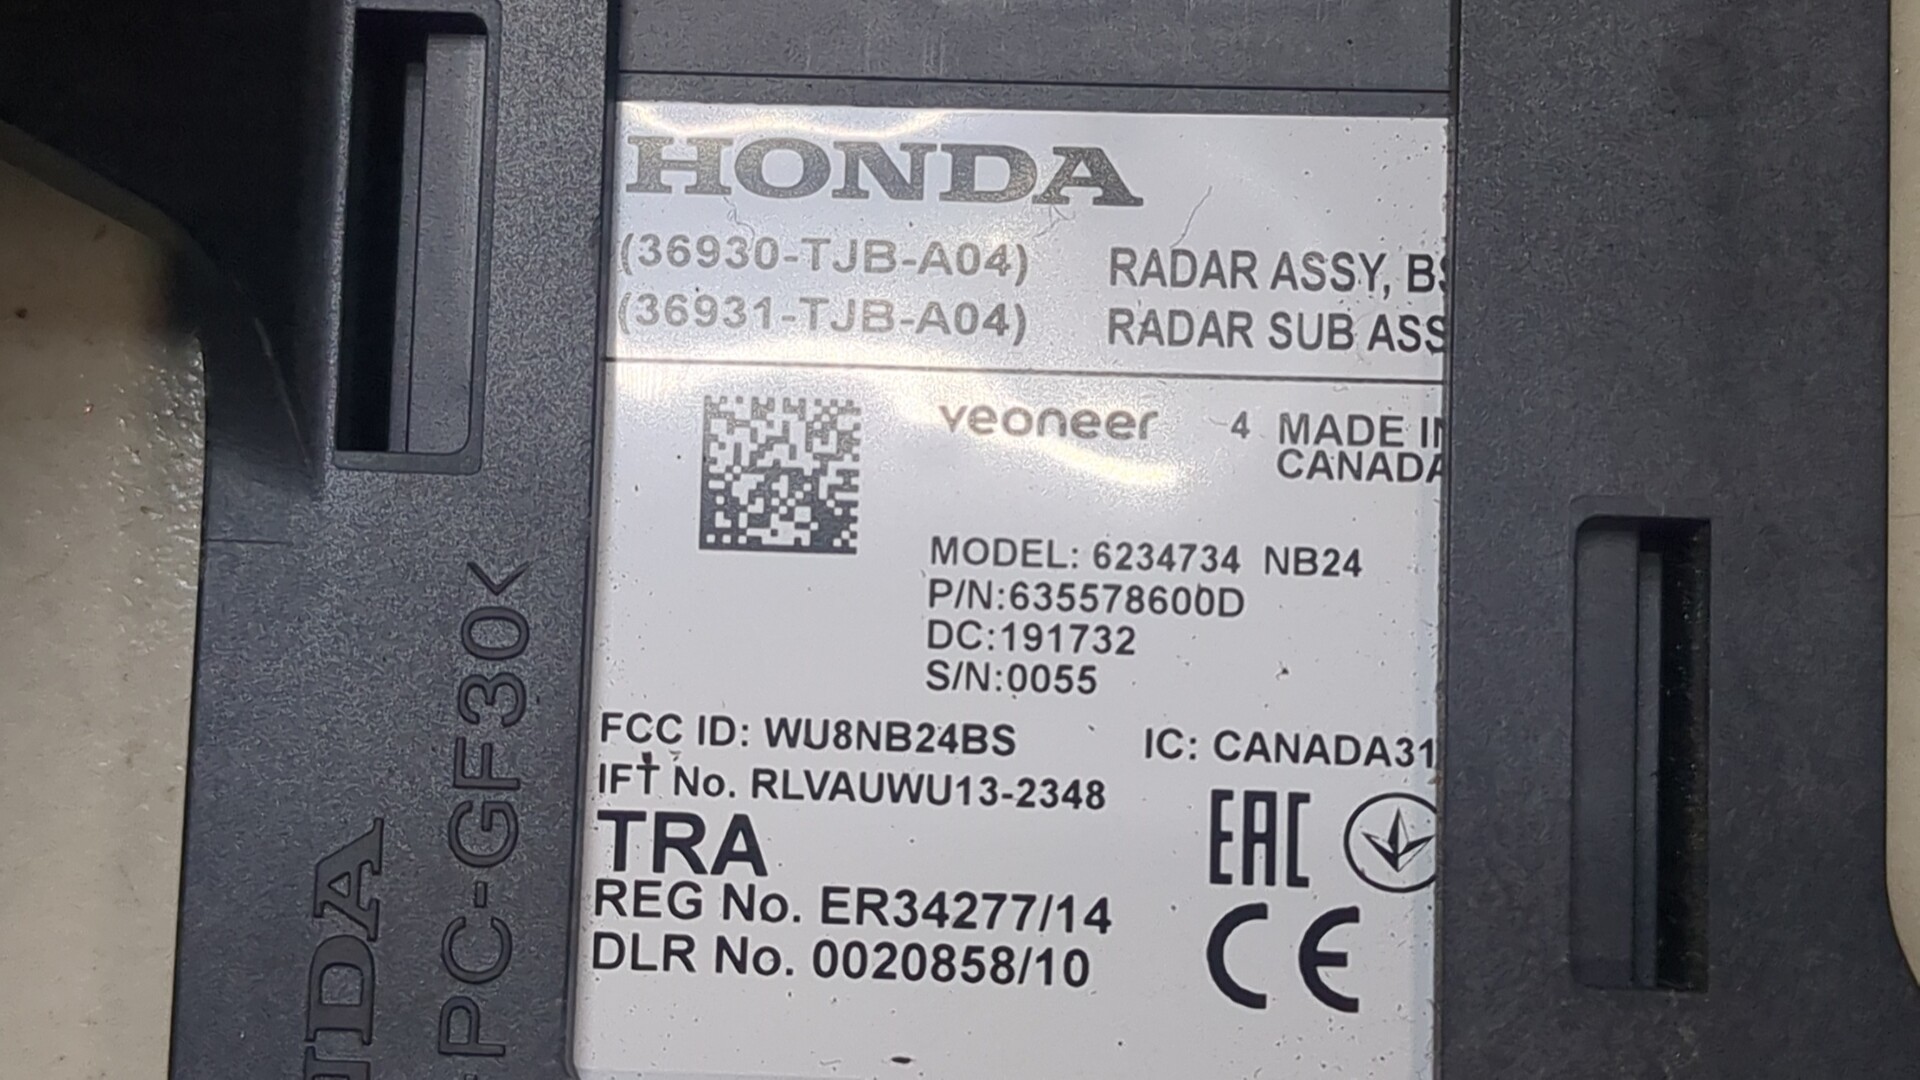 HONDA
(36930-TJB-A04) RADAR ASSY, BS
(36931-TJB-A04) RADAR SUB ASS
veoneer 4 MADE IN
CANADA
MODEL: 6234734 NB24
P/N:635578600D
DC:191732
S/N:0055
FCC ID: WU8NB24BS IC: CANADA31
IFT No. RLVAUWU13-2348
TRA
EAC
REG No. ER34277/14
DLR No. 0020858/10
CE
-PC-GF30<
NDA